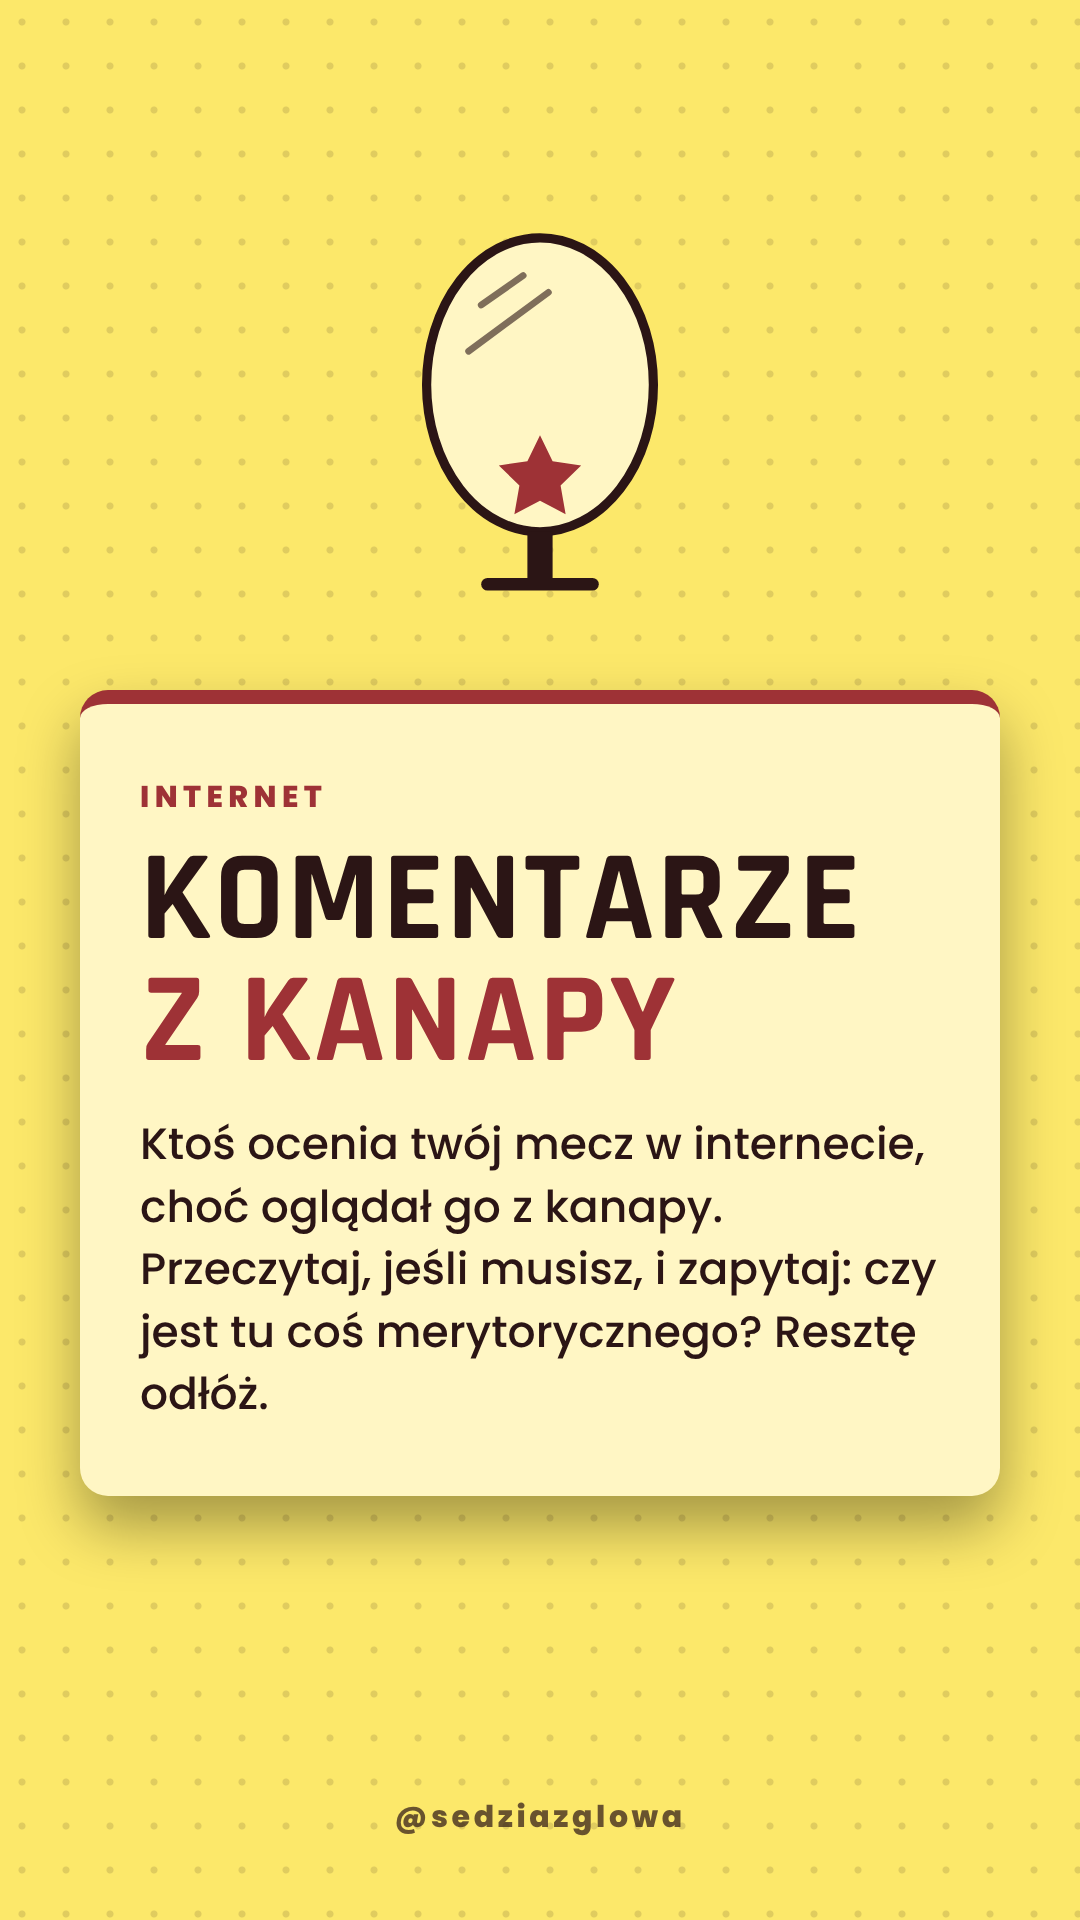 INTERNET
KOMENTARZE
Z KANAPY
Ktoś ocenia twój mecz w internecie,
choć oglądał go z kanapy.
Przeczytaj, jeśli musisz, i zapytaj: czy
jest tu coś merytorycznego? Resztę
odłóż.
@sedziazglowa